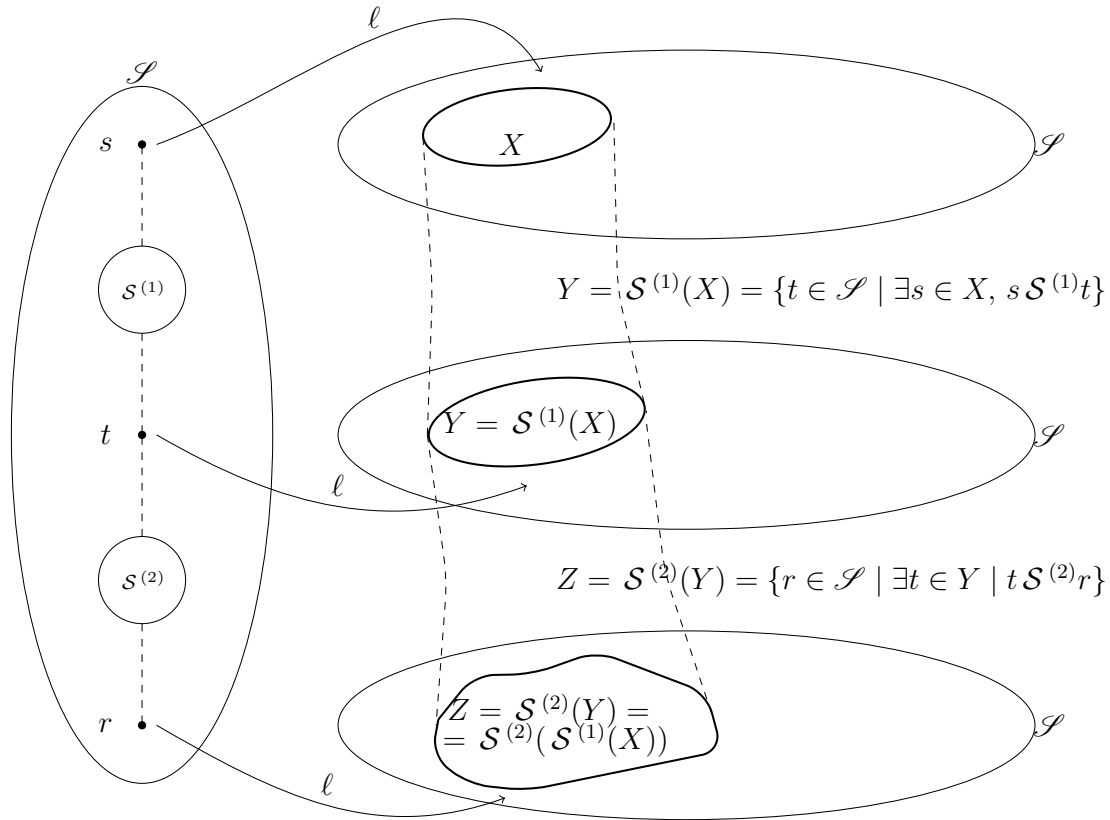 ℓ
𝒮
s
X
𝒮
𝓢⁽¹⁾
Y = 𝓢⁽¹⁾(X) = {t ∈ 𝒮 | ∃s ∈ X, s 𝓢⁽¹⁾t}
t
Y = 𝓢⁽¹⁾(X)
𝒮
ℓ
𝓢⁽²⁾
Z = 𝓢⁽²⁾(Y) = {r ∈ 𝒮 | ∃t ∈ Y | t 𝓢⁽²⁾r}
r
Z = 𝓢⁽²⁾(Y) =
= 𝓢⁽²⁾(𝓢⁽¹⁾(X))
𝒮
ℓ